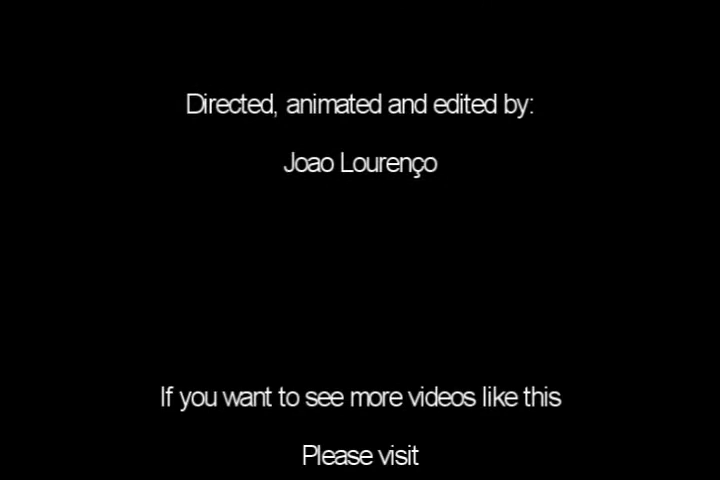 Directed, animated and edited by:
Joao Lourenço
If you want to see more videos like this
Please visit